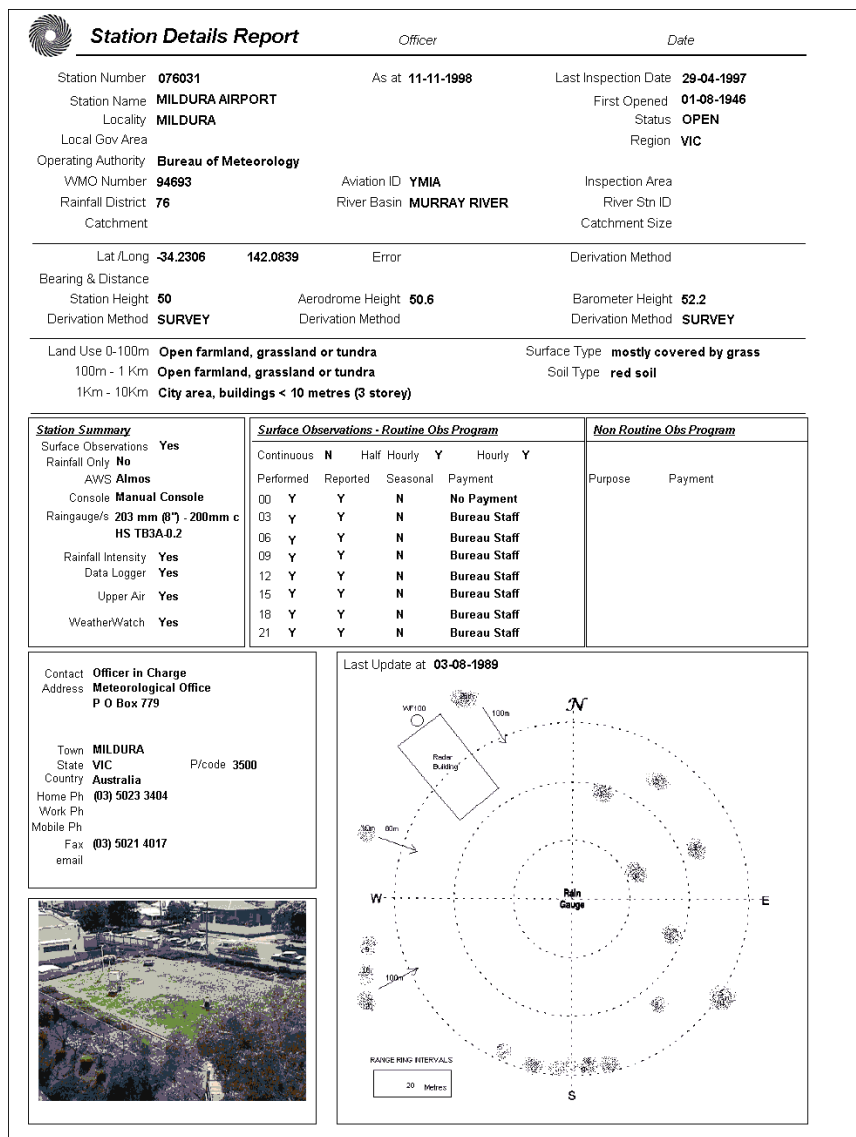 Station Details Report Officer Date
Station Number 076031 As at 11-11-1998 Last Inspection Date 29-04-1997
Station Name MILDURA AIRPORT First Opened 01-08-1946
Locality MILDURA Status OPEN
Local Gov Area Region VIC
Operating Authority Bureau of Meteorology
WMO Number 94693 Aviation ID YMIA Inspection Area
Rainfall District 76 River Basin MURRAY RIVER River Stn ID
Catchment Catchment Size
Lat /Long -34.2306 142.0839 Error Derivation Method
Bearing & Distance
Station Height 50 Aerodrome Height 50.6 Barometer Height 52.2
Derivation Method SURVEY Derivation Method Derivation Method SURVEY
Land Use 0-100m Open farmland, grassland or tundra Surface Type mostly covered by grass
100m - 1 Km Open farmland, grassland or tundra Soil Type red soil
1Km - 10Km City area, buildings < 10 metres (3 storey)
Station Summary
Surface Observations Yes
Rainfall Only No
AWS Almos
Console Manual Console
Raingauge/s 203 mm (8") - 200mm c
HS TB3A-0.2
Rainfall Intensity Yes
Data Logger Yes
Upper Air Yes
WeatherWatch Yes
Surface Observations - Routine Obs Program
Continuous N Half Hourly Y Hourly Y
Performed Reported Seasonal Payment
00 Y Y N No Payment
03 Y Y N Bureau Staff
06 Y Y N Bureau Staff
09 Y Y N Bureau Staff
12 Y Y N Bureau Staff
15 Y Y N Bureau Staff
18 Y Y N Bureau Staff
21 Y Y N Bureau Staff
Non Routine Obs Program
Purpose Payment
Contact Officer in Charge
Address Meteorological Office
P O Box 779
Town MILDURA
State VIC P/code 3500
Country Australia
Home Ph (03) 5023 3404
Work Ph
Mobile Ph
Fax (03) 5021 4017
email
Last Update at 03-08-1989
N
WF100
100m
Radar
Building
80m
W
Rain
Gauge
E
100m
RANGE RING INTERVALS
20 Metres
S